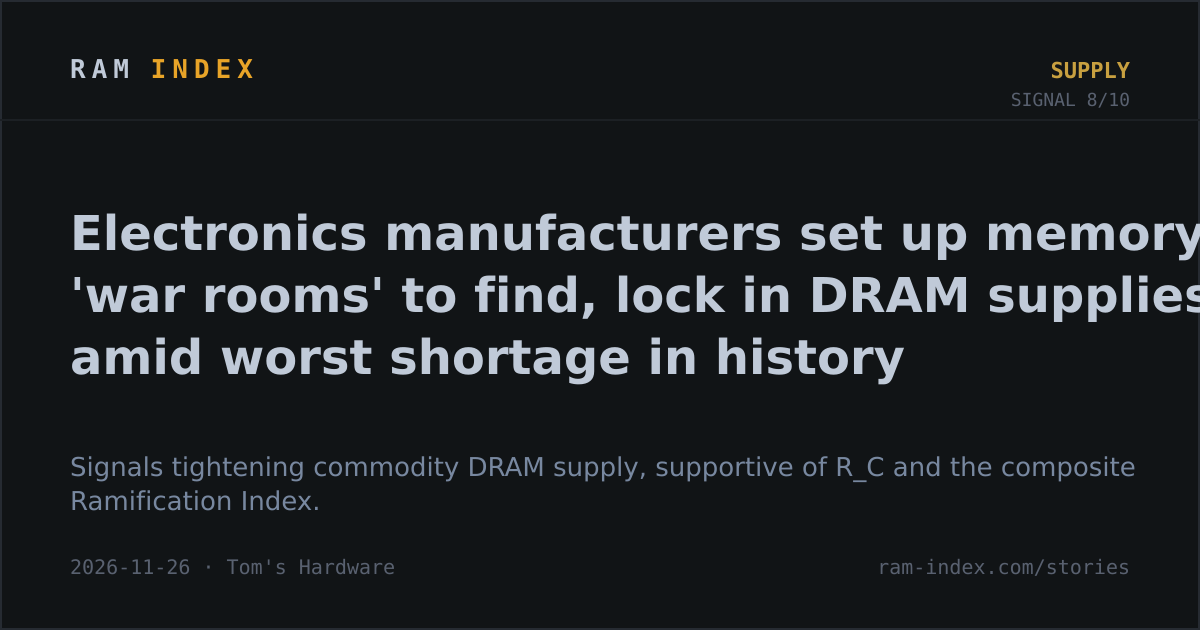 RAM INDEX
SUPPLY
SIGNAL 8/10
Electronics manufacturers set up memory
'war rooms' to find, lock in DRAM supplies
amid worst shortage in history
Signals tightening commodity DRAM supply, supportive of R_C and the composite
Ramification Index.
2026-11-26 · Tom's Hardware
ram-index.com/stories